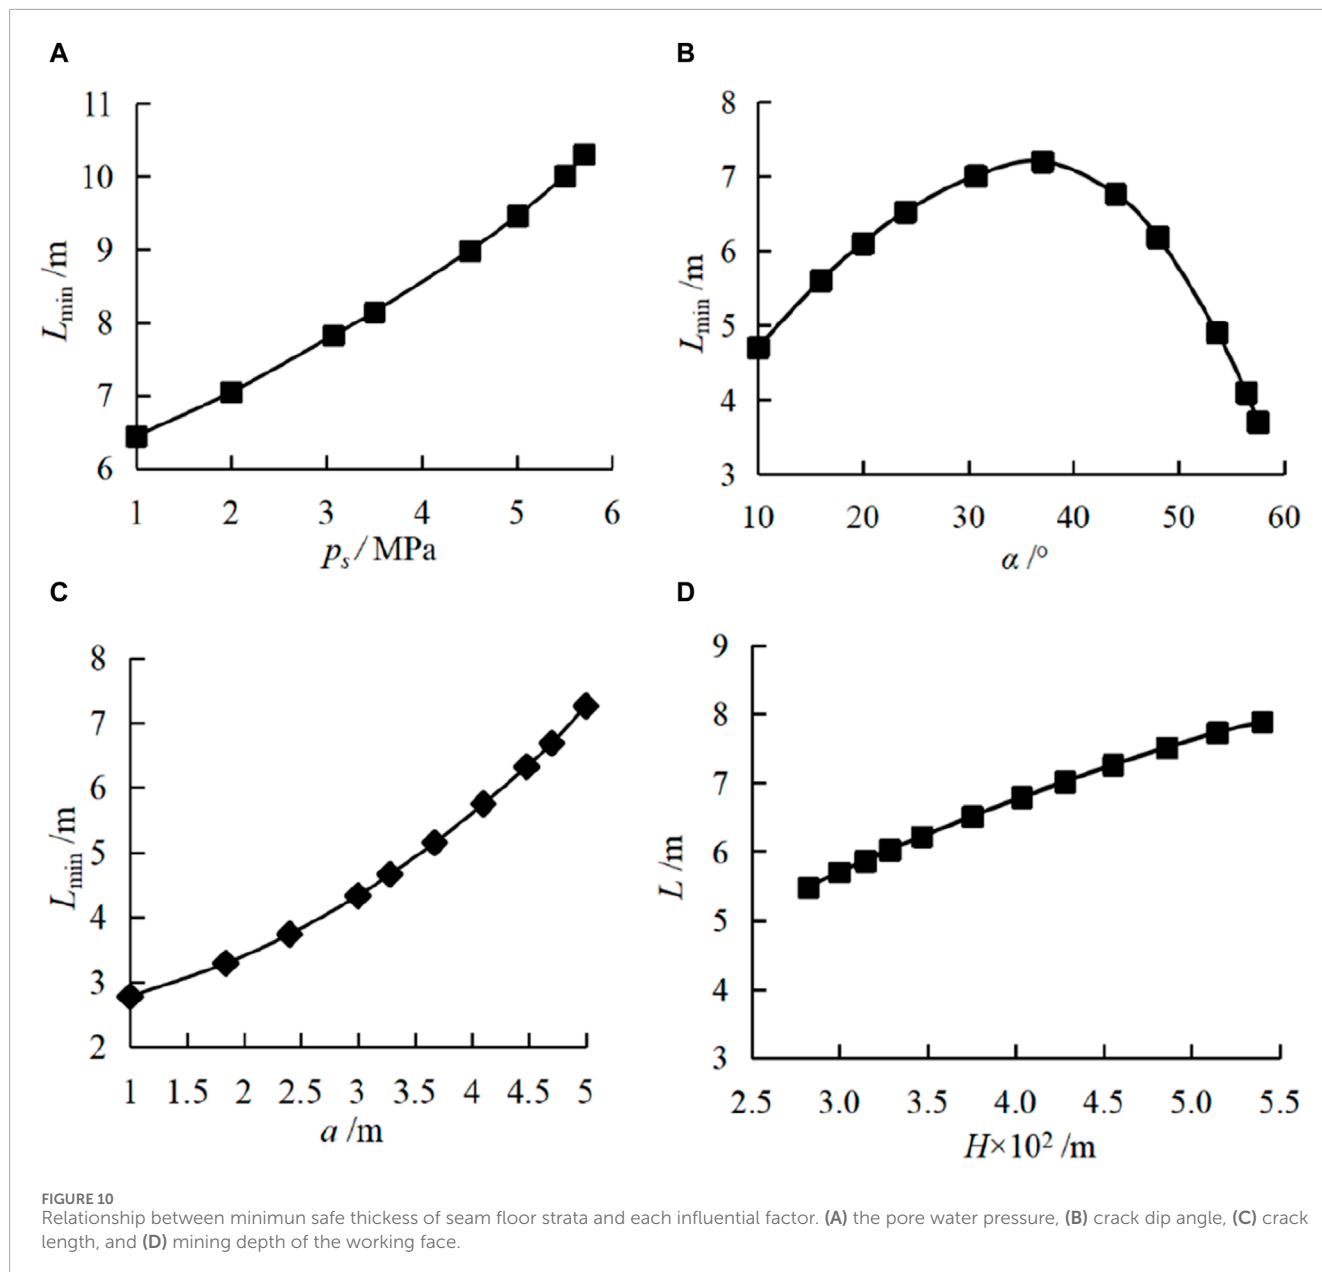 A
11
10
9
8
7
6
L_min /m
1 2 3 4 5 6
p_s / MPa
B
8
7
6
5
4
3
L_min /m
10 20 30 40 50 60
α /°
C
8
7
6
5
4
3
2
L_min /m
1 1.5 2 2.5 3 3.5 4 4.5 5
a /m
D
9
8
7
6
5
4
3
L /m
2.5 3.0 3.5 4.0 4.5 5.0 5.5
H×10² /m
FIGURE 10
Relationship between minimun safe thickess of seam floor strata and each influential factor. (A) the pore water pressure, (B) crack dip angle, (C) crack
length, and (D) mining depth of the working face.